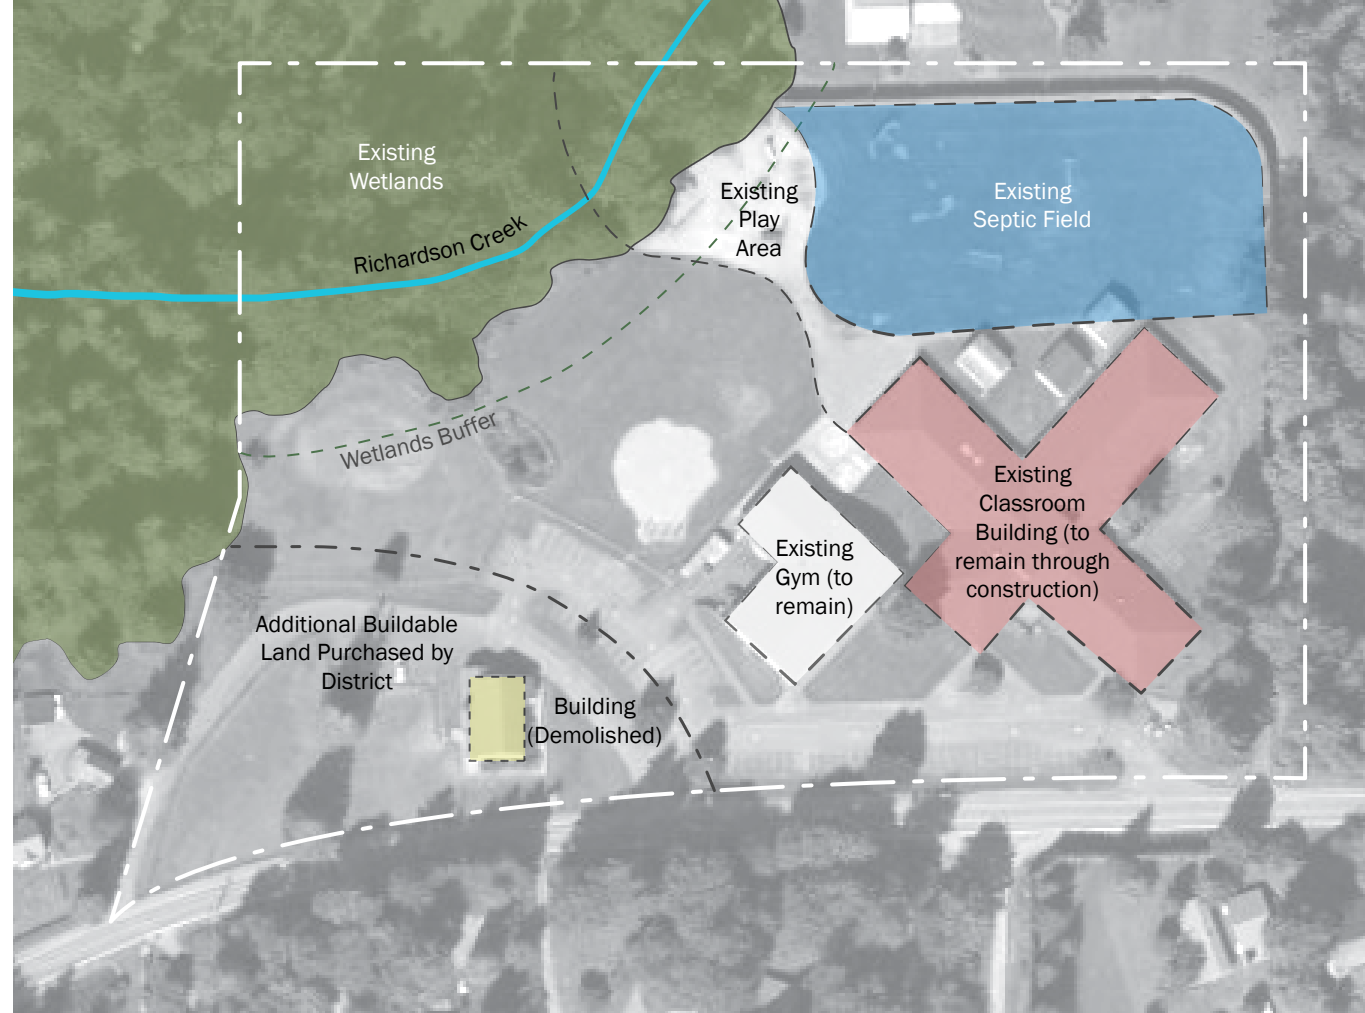 Existing
Wetlands
Richardson Creek
Existing
Play
Area
Existing
Septic Field
Wetlands Buffer
Existing
Classroom
Building (to
remain through
construction)
Existing
Gym (to
remain)
Additional Buildable
Land Purchased by
District
Building
(Demolished)